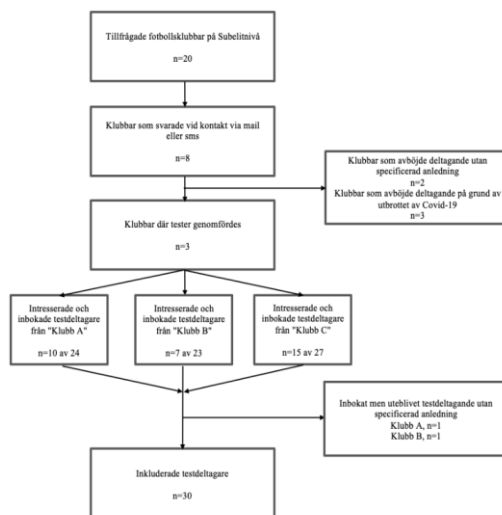 Tillfrågade fotbollsklubbar på Subelitnivå
n=20
Klubbar som svarade vid kontakt via mail
eller sms
n=8
Klubbar som avböjde deltagande utan
specificerad anledning
n=2
Klubbar som avböjde deltagande på grund av
utbrottet av Covid-19
n=3
Klubbar där tester genomfördes
n=3
Intresserade och
inbokade testdeltagare
från "Klubb A"
n=10 av 24
Intresserade och
inbokade testdeltagare
från "Klubb B"
n=7 av 23
Intresserade och
inbokade testdeltagare
från "Klubb C"
n=15 av 27
Inbokat men uteblivet testdeltagande utan
specificerad anledning
Klubb A, n=1
Klubb B, n=1
Inkluderade testdeltagare
n=30